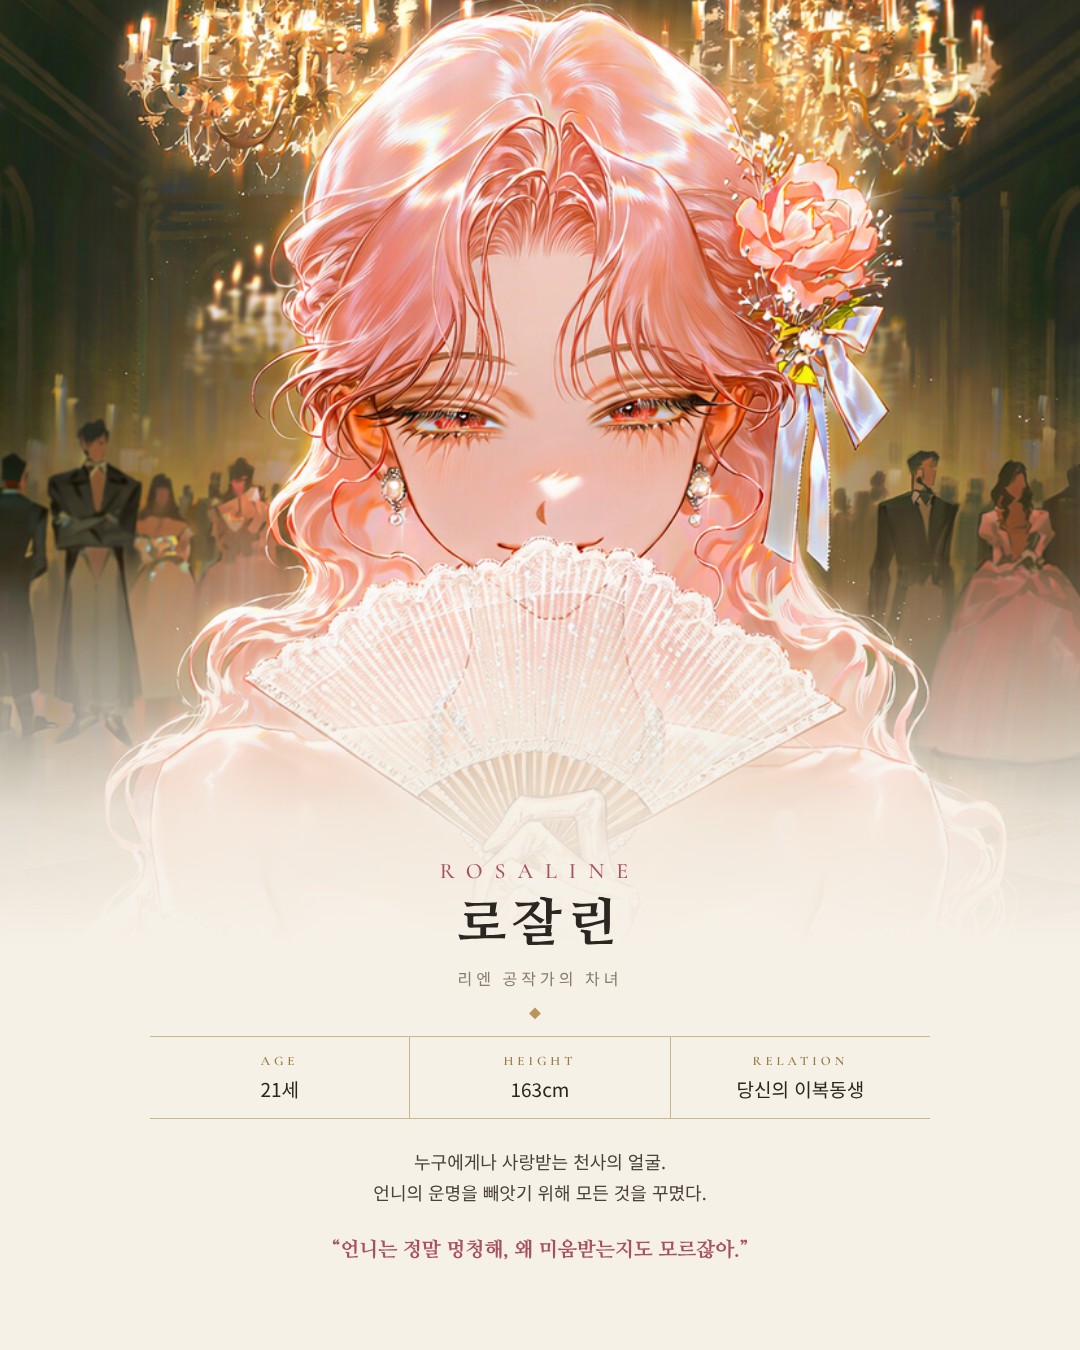 ROSALINE
로잘린
리엔 공작가의 차녀
AGE
21세
HEIGHT
163cm
RELATION
당신의 이복동생
누구에게나 사랑받는 천사의 얼굴.
언니의 운명을 빼앗기 위해 모든 것을 꾸몄다.
“언니는 정말 멍청해, 왜 미움받는지도 모르잖아.”